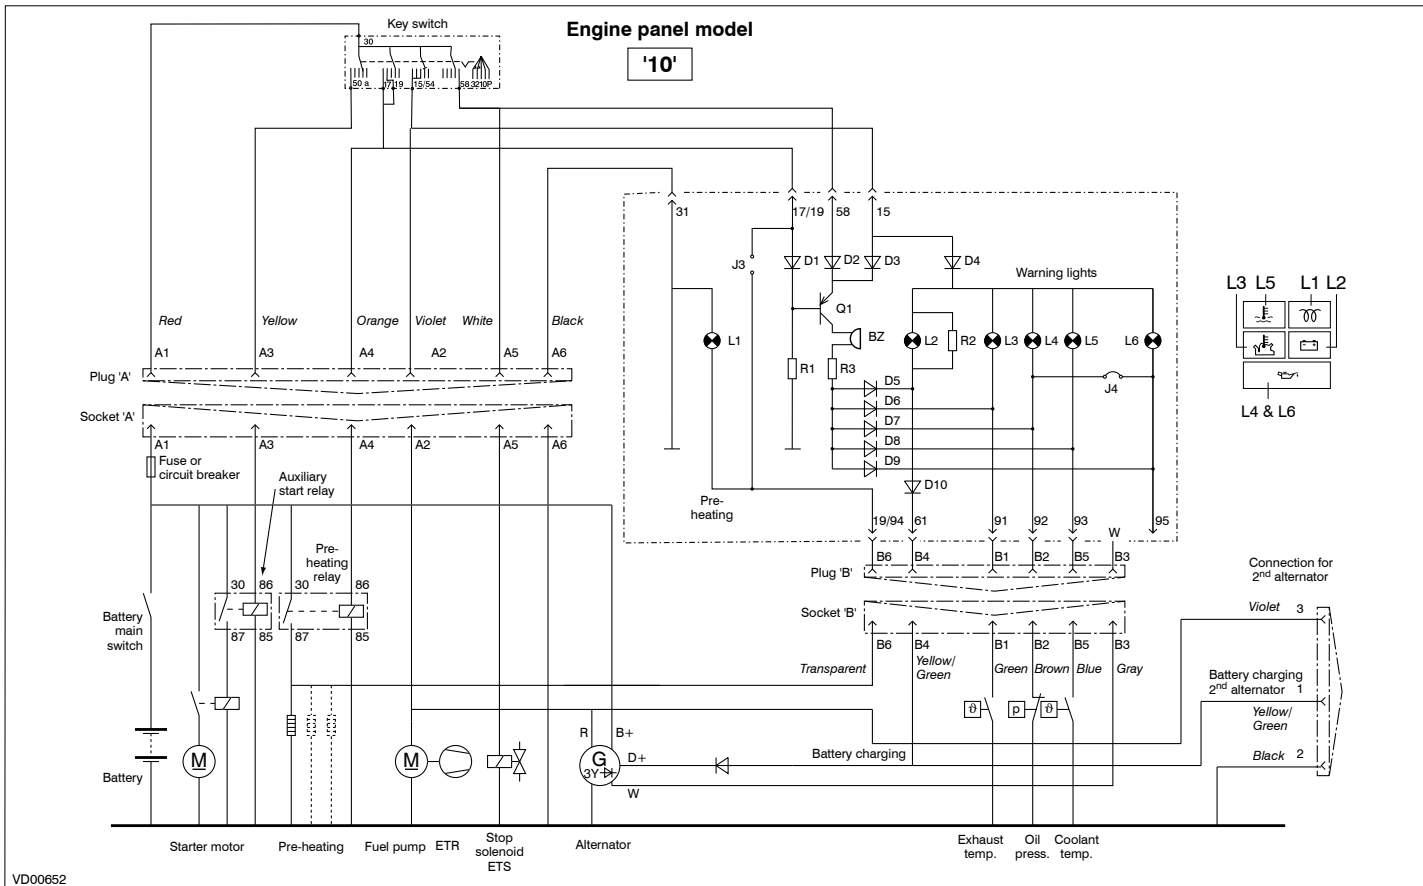 Key switch
Engine panel model
'10'
30
50 a
17/19
15/54
58
3210P
31
17/19
58
15
J3
D1
D2
D3
D4
Warning lights
Q1
BZ
L1
R1
R3
L2
R2
L3
L4
L5
L6
J4
D5
D6
D7
D8
D9
D10
Pre-
heating
19/94
61
91
92
93
W
95
L3 L5
L1 L2
L4 & L6
Red
Yellow
Orange
Violet
White
Black
A1
A3
A4
A2
A5
A6
Plug 'A'
Socket 'A'
A1
A3
A4
A2
A5
A6
Fuse or
circuit breaker
Auxiliary
start relay
Pre-
heating
relay
30
86
30
86
87
85
87
85
Battery
main
switch
B6
B4
B1
B2
B5
B3
Plug 'B'
Socket 'B'
B6
B4
B1
B2
B5
B3
Transparent
Yellow/
Green
Green
Brown
Blue
Gray
Connection for
2nd alternator
Violet 3
Battery charging
2nd alternator 1
Yellow/
Green
Black 2
ϑ
p
ϑ
R
B+
D+
W
G
3Y
M
M
Battery charging
Battery
Starter motor
Pre-heating
Fuel pump
ETR
Stop
solenoid
ETS
Alternator
Exhaust
temp.
Oil
press.
Coolant
temp.
VD00652